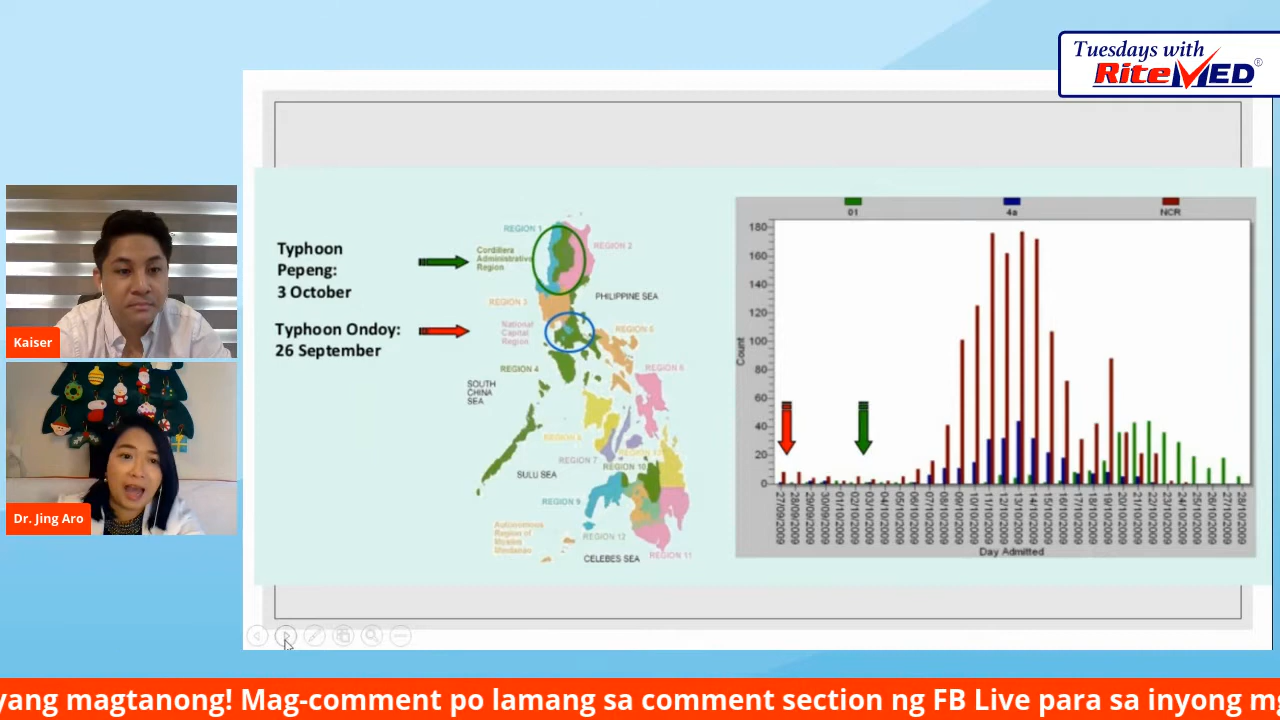 Tuesdays with
RITEMED®
Typhoon
Pepeng:
3 October
Typhoon Ondoy:
26 September
REGION 1
Cordillera
Administrative
Region
REGION 2
PHILIPPINE SEA
REGION 3
National
Capital
Region
REGION 5
REGION 4
SOUTH
CHINA
SEA
REGION 8
REGION 7
REGION 10
SULU SEA
REGION 9
Autonomous
Region of
Moslem
Mindanao
REGION 12
CELEBES SEA
REGION 11
01
4a
NCR
180
160
140
120
100
80
60
40
20
0
Count
27/09/2009
28/09/2009
29/09/2009
30/09/2009
01/10/2009
02/10/2009
03/10/2009
04/10/2009
05/10/2009
06/10/2009
07/10/2009
08/10/2009
09/10/2009
10/10/2009
11/10/2009
12/10/2009
13/10/2009
14/10/2009
15/10/2009
16/10/2009
17/10/2009
18/10/2009
19/10/2009
20/10/2009
21/10/2009
22/10/2009
23/10/2009
24/10/2009
25/10/2009
26/10/2009
27/10/2009
28/10/2009
Day Admitted
Kaiser
Dr. Jing Aro
yang magtanong! Mag-comment po lamang sa comment section ng FB Live para sa inyong